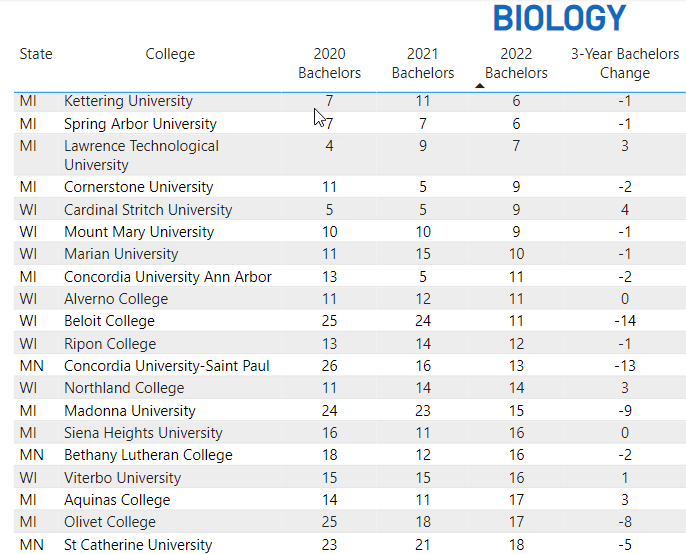 BIOLOGY
State College 2020 Bachelors 2021 Bachelors 2022 Bachelors 3-Year Bachelors Change
MI Kettering University 7 11 6 -1
MI Spring Arbor University 7 7 6 -1
MI Lawrence Technological University 4 9 7 3
MI Cornerstone University 11 5 9 -2
WI Cardinal Stritch University 5 5 9 4
WI Mount Mary University 10 10 9 -1
WI Marian University 11 15 10 -1
MI Concordia University Ann Arbor 13 5 11 -2
WI Alverno College 11 12 11 0
WI Beloit College 25 24 11 -14
WI Ripon College 13 14 12 -1
MN Concordia University-Saint Paul 26 16 13 -13
WI Northland College 11 14 14 3
MI Madonna University 24 23 15 -9
MI Siena Heights University 16 11 16 0
MN Bethany Lutheran College 18 12 16 -2
WI Viterbo University 15 15 16 1
MI Aquinas College 14 11 17 3
MI Olivet College 25 18 17 -8
MN St Catherine University 23 21 18 -5